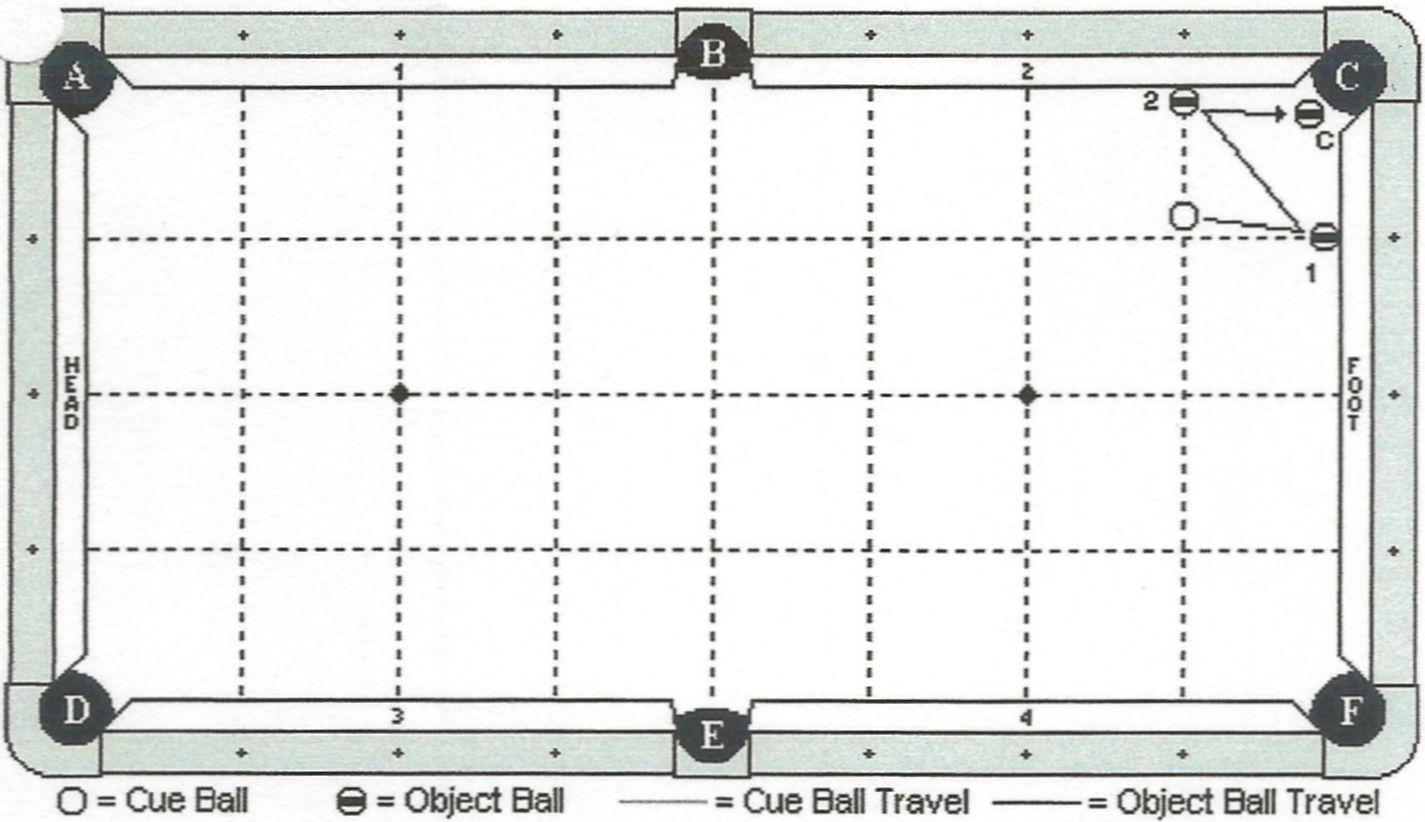 A B C
1 2
2
C
1
HEAD
FOOT
D E F
3 4
= Cue Ball = Object Ball = Cue Ball Travel = Object Ball Travel